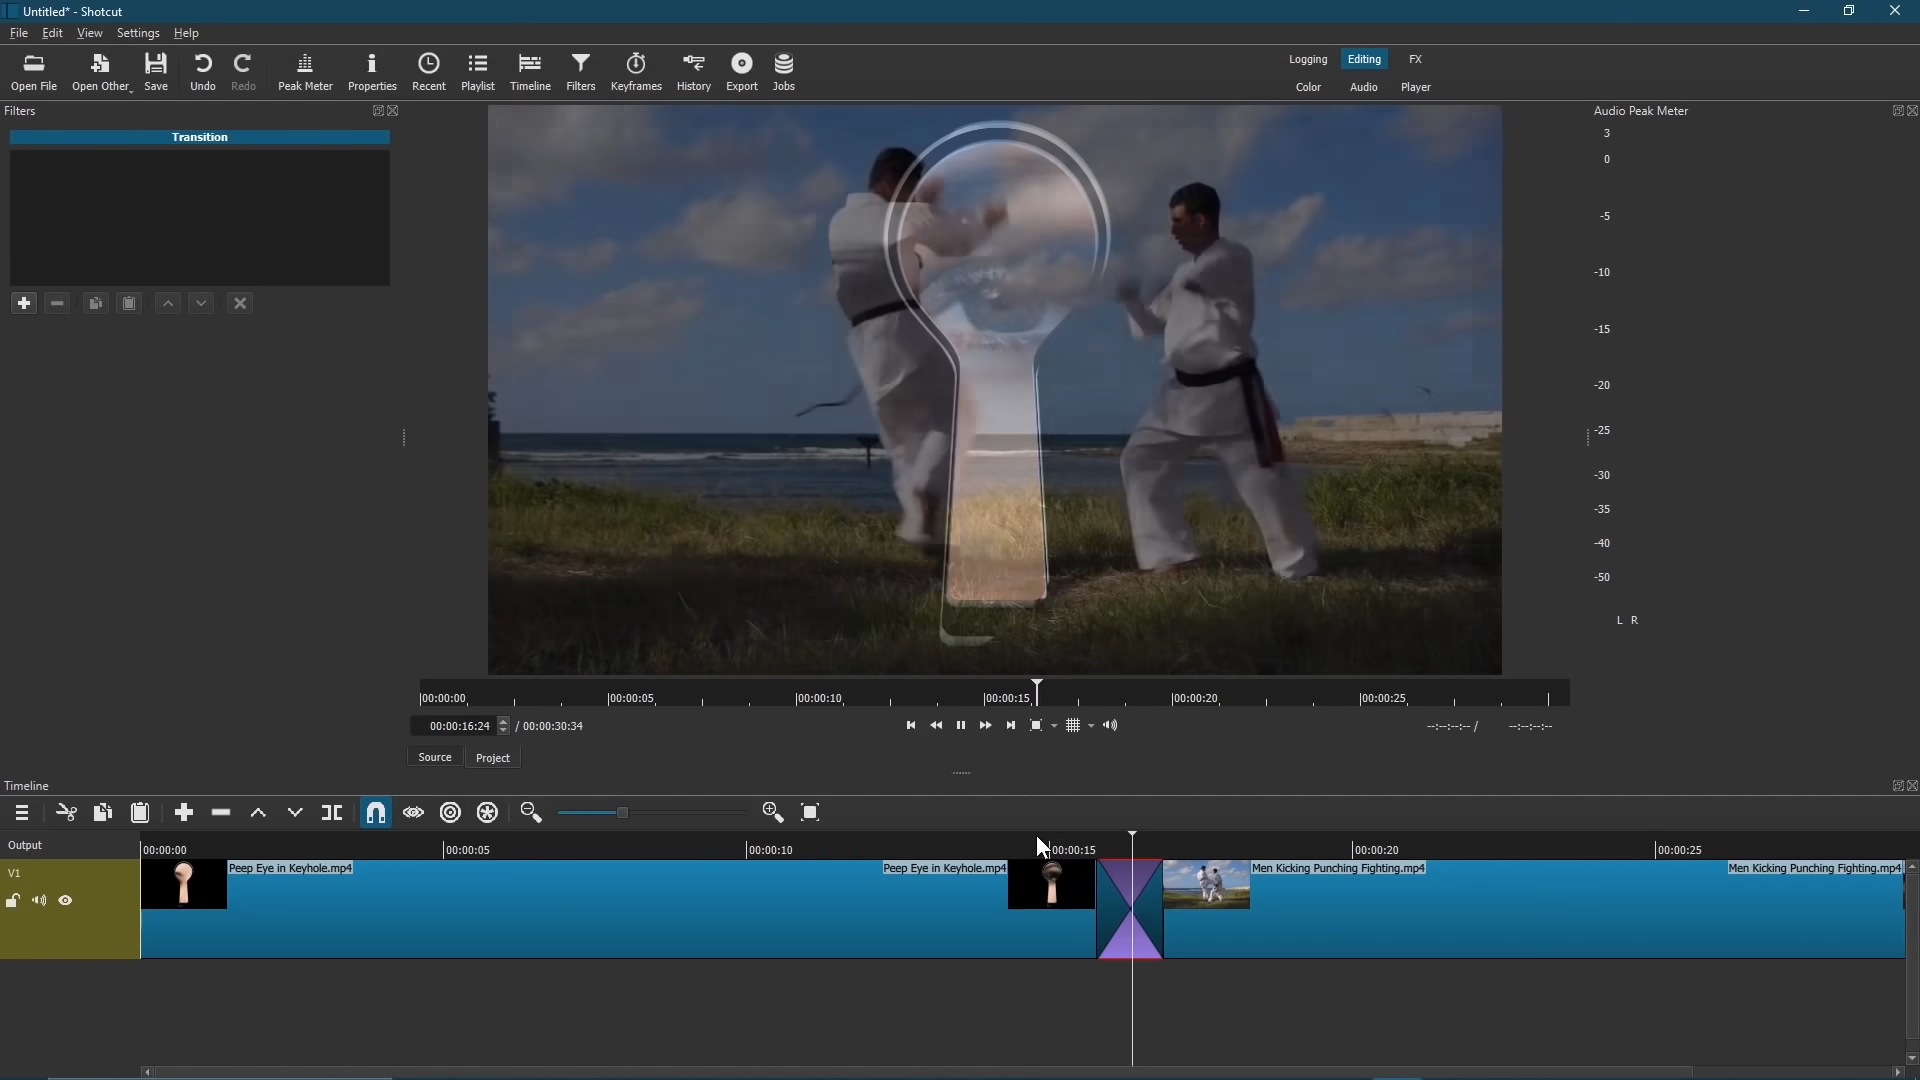 Untitled* - Shotcut
File Edit View Settings Help
Open File Open Other Save Undo Redo Peak Meter Properties Recent Playlist Timeline Filters Keyframes History Export Jobs
Logging Editing FX
Color Audio Player
Filters
Transition
Audio Peak Meter
3
0
-5
-10
-15
-20
-25
-30
-35
-40
-50
L R
00:00:00 00:00:05 00:00:10 00:00:15 00:00:20 00:00:25
00:00:16:24 / 00:00:30:34
--:--:--:-- / --:--:--:--
Source Project
Timeline
Output
00:00:00 00:00:05 00:00:10 00:00:15 00:00:20 00:00:25
V1
Peep Eye in Keyhole.mp4 Peep Eye in Keyhole.mp4 Men Kicking Punching Fighting.mp4 Men Kicking Punching Fighting.mp4